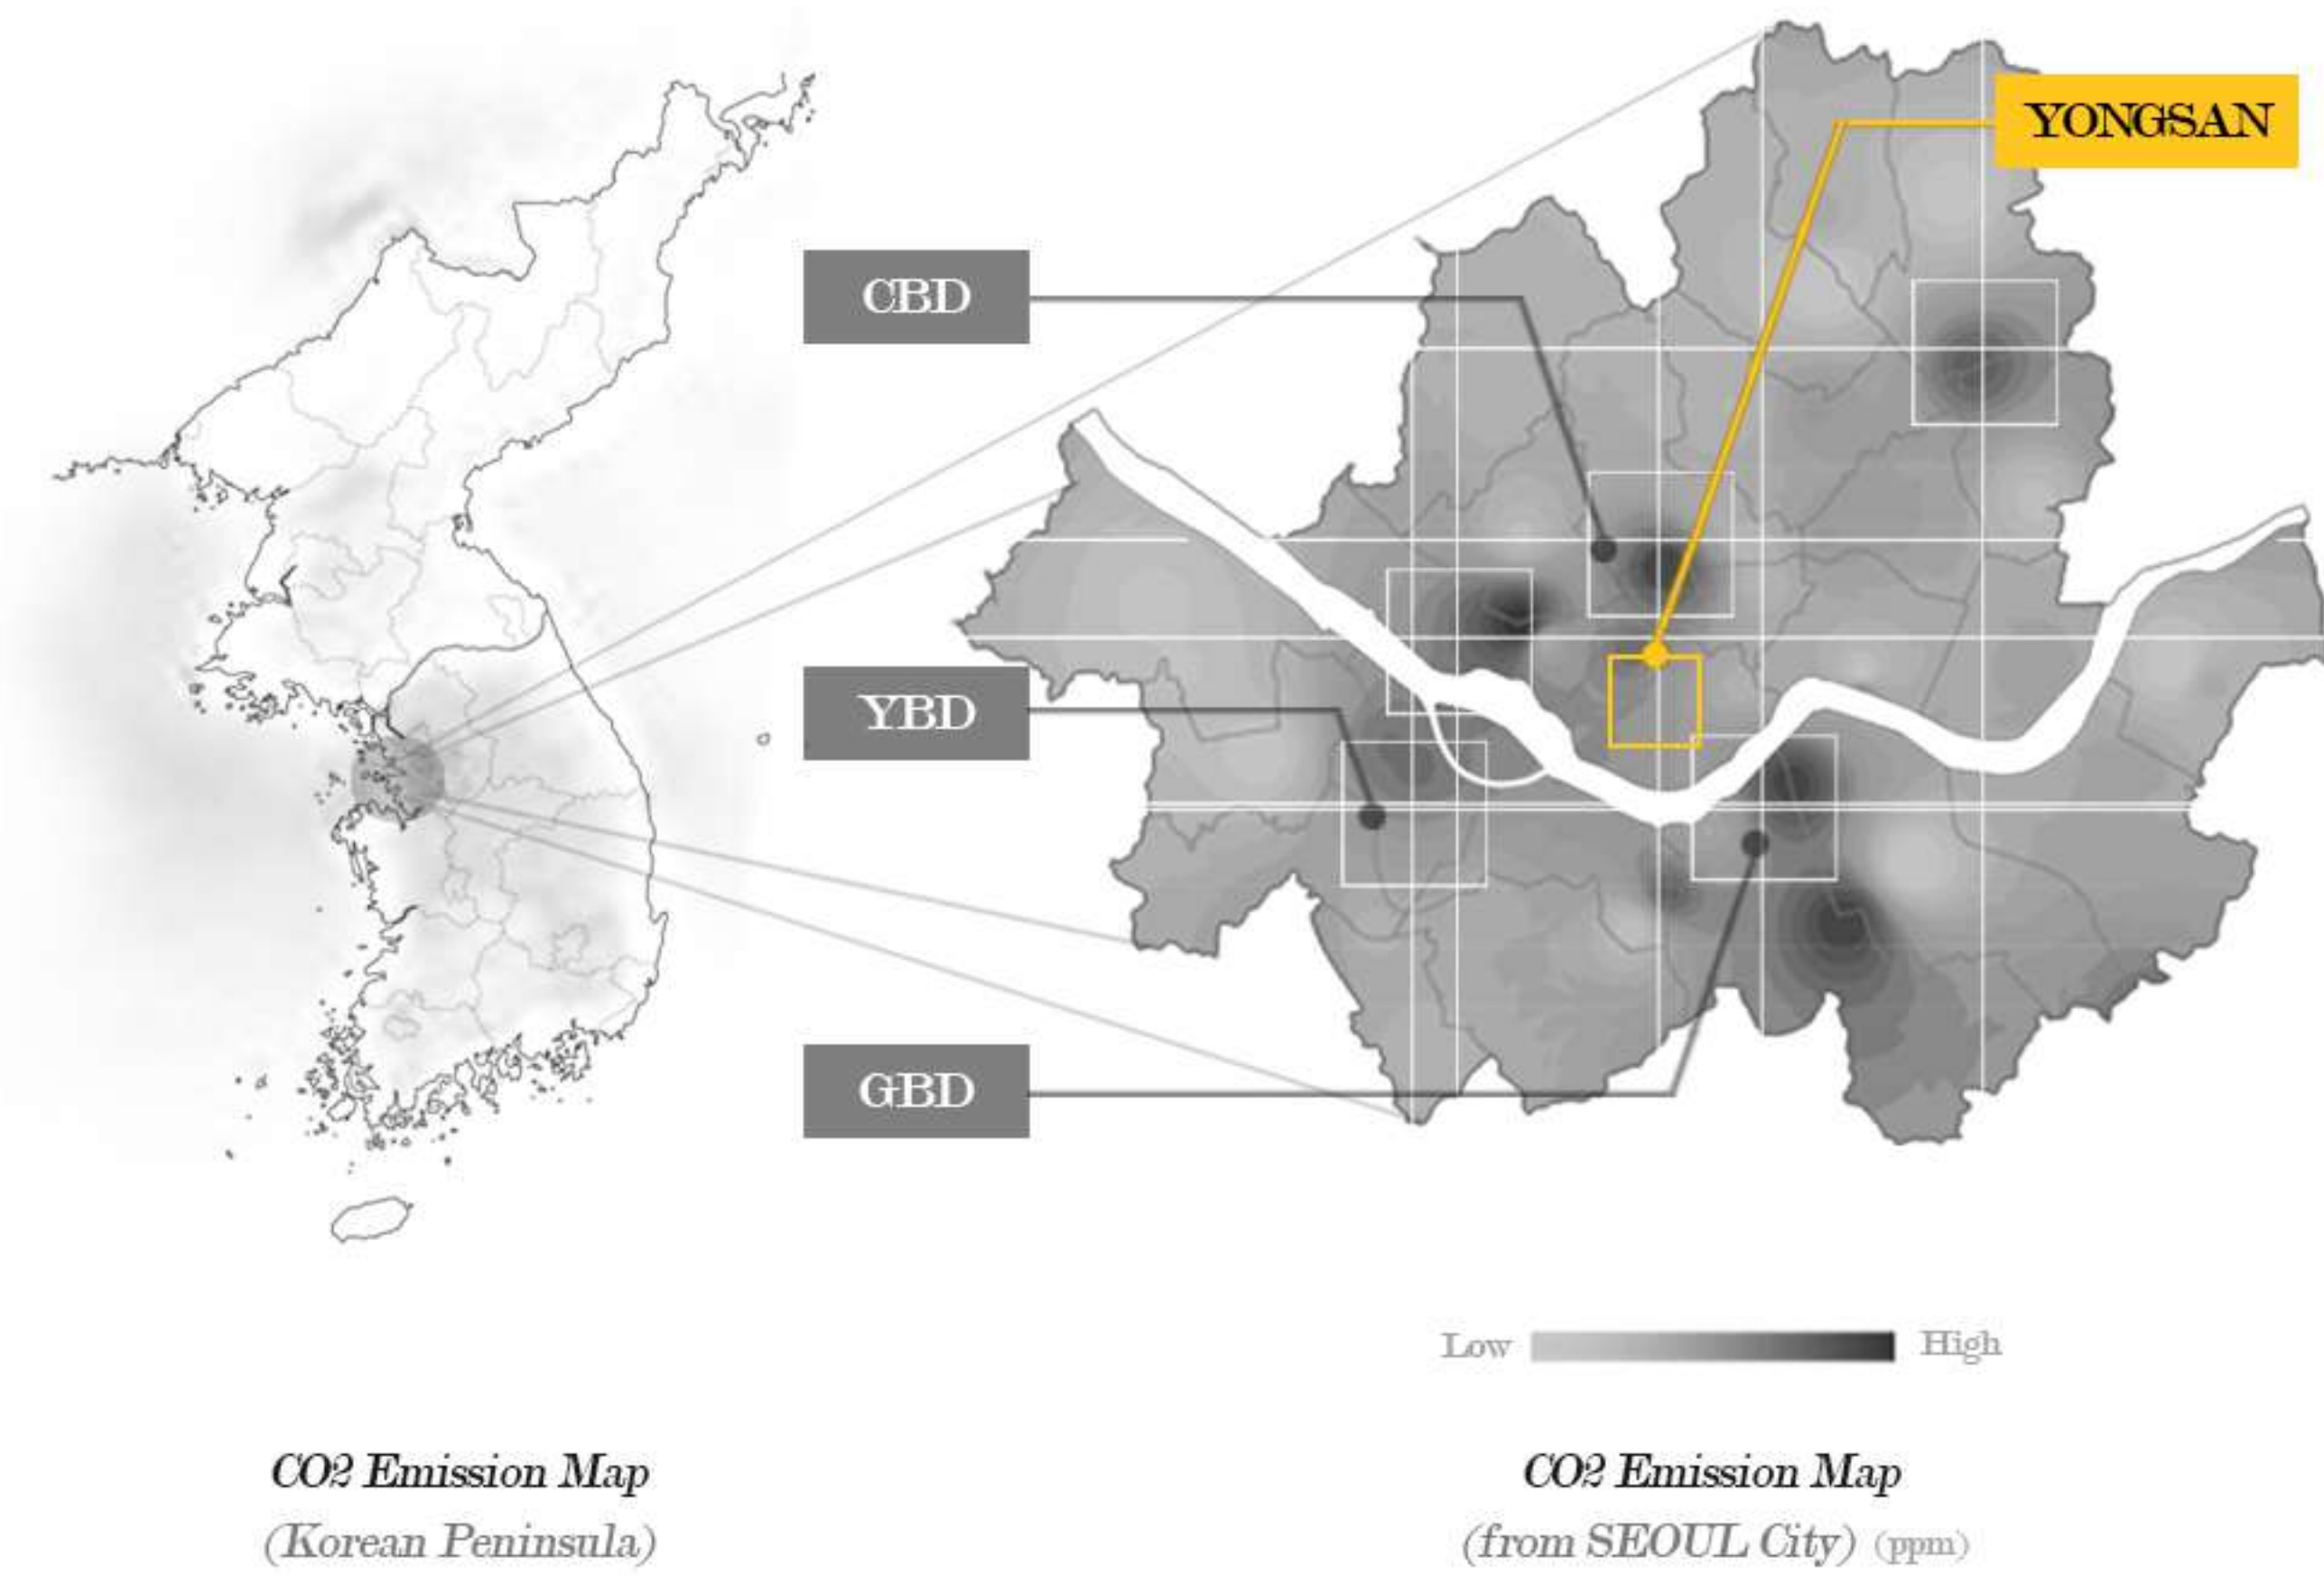 YONGSAN
CBD
YBD
GBD
Low
High
CO2 Emission Map
(Korean Peninsula)
CO2 Emission Map
(from SEOUL City) (ppm)